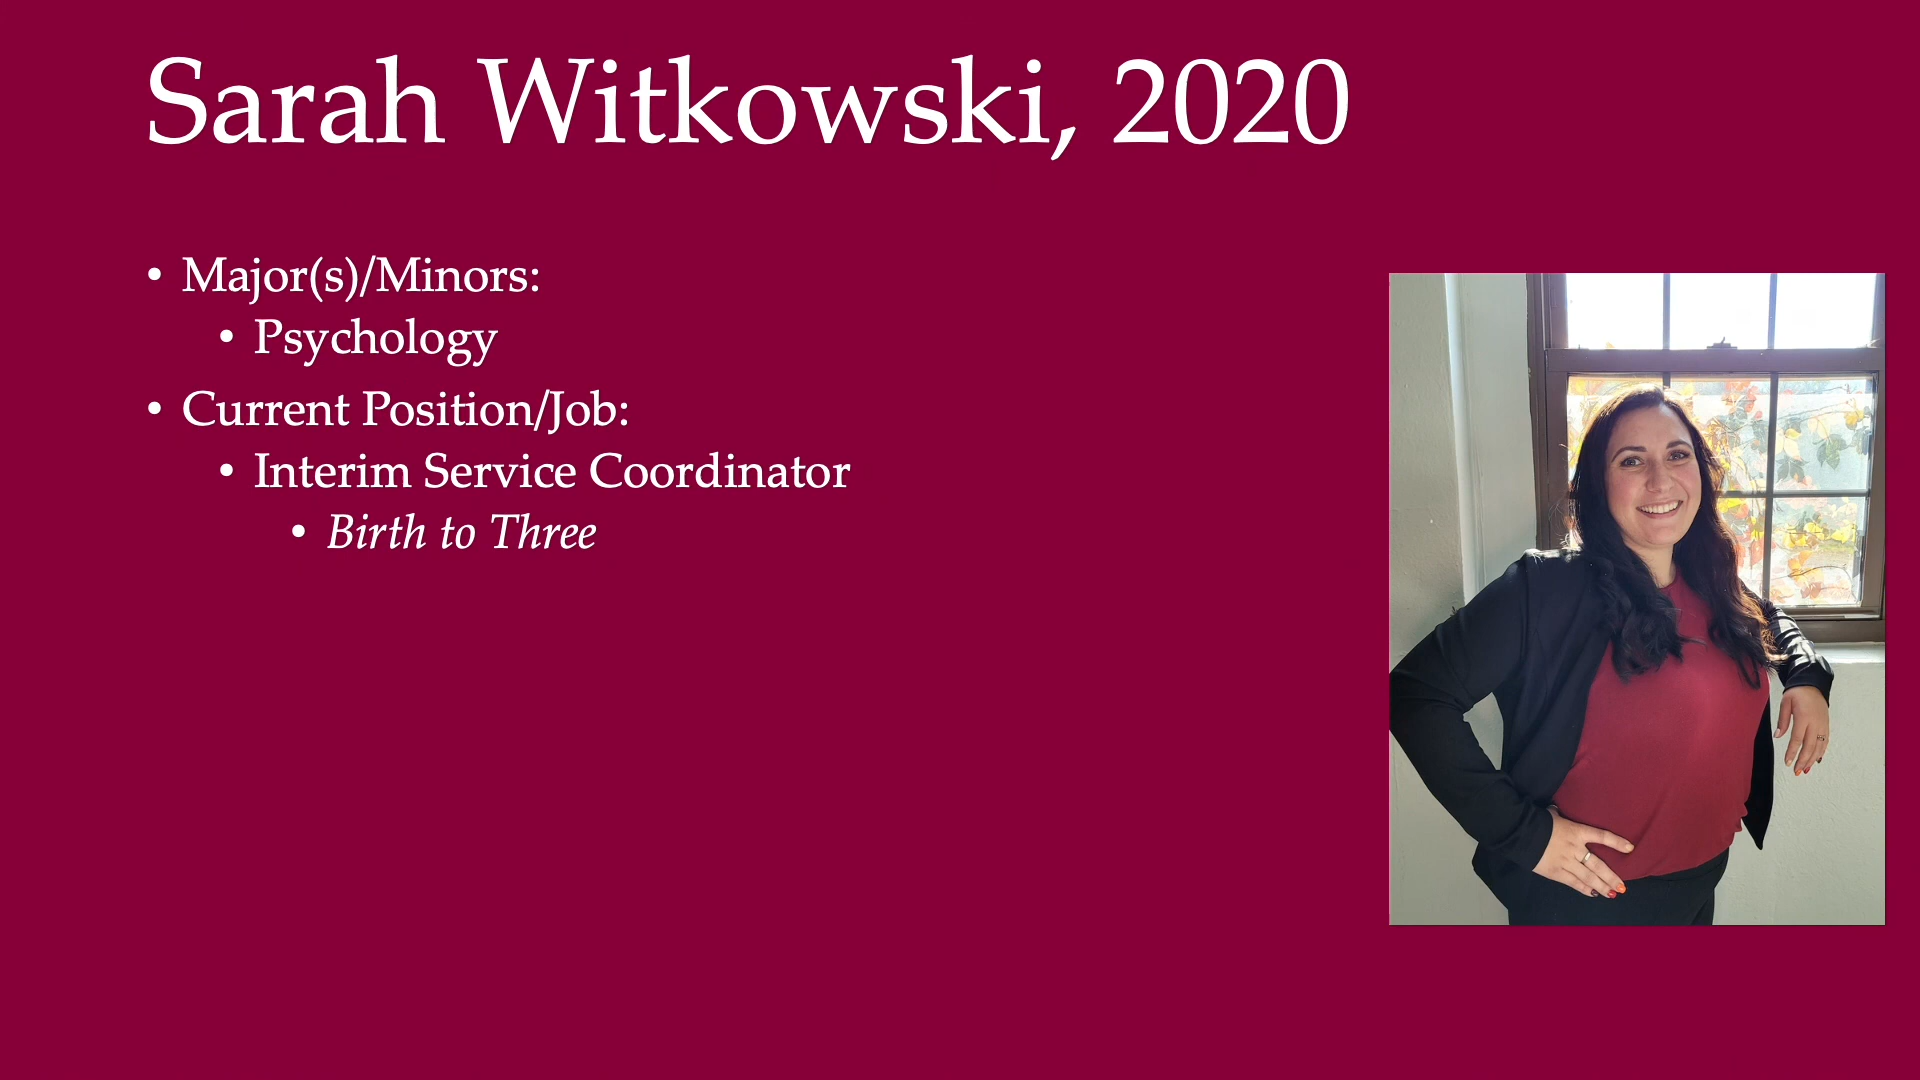 Sarah Witkowski, 2020
• Major(s)/Minors:
• Psychology
• Current Position/Job:
• Interim Service Coordinator
• Birth to Three